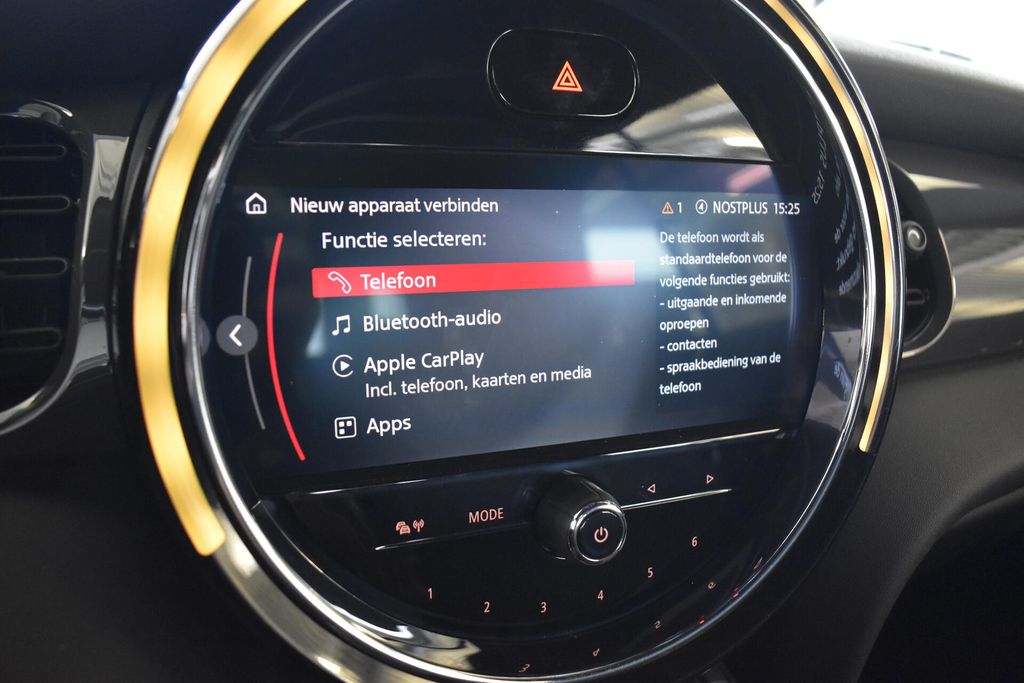 Nieuw apparaat verbinden
1 NOSTPLUS 15:25
Functie selecteren:
Telefoon
Bluetooth-audio
Apple CarPlay
Incl. telefoon, kaarten en media
Apps
De telefoon wordt als
standaardtelefoon voor de
volgende functies gebruikt:
- uitgaande en inkomende
oproepen
- contacten
- spraakbediening van de
telefoon
MODE
1
2
3
4
5
6